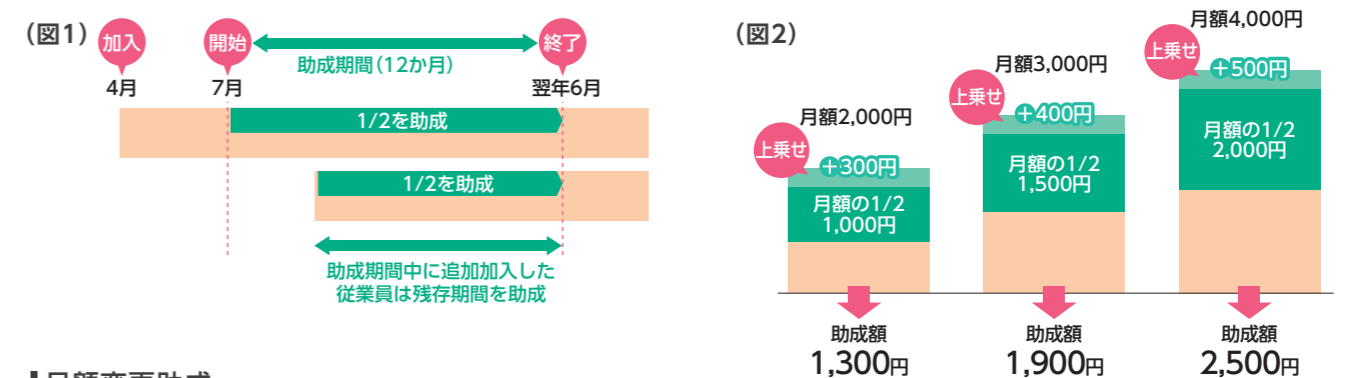 (図1)
加入
開始
終了
助成期間(12か月)
4月
7月
翌年6月
1/2を助成
1/2を助成
助成期間中に追加加入した
従業員は残存期間を助成
(図2)
月額2,000円
上乗せ
+300円
月額の1/2
1,000円
助成額
1,300円
月額3,000円
上乗せ
+400円
月額の1/2
1,500円
助成額
1,900円
月額4,000円
上乗せ
+500円
月額の1/2
2,000円
助成額
2,500円